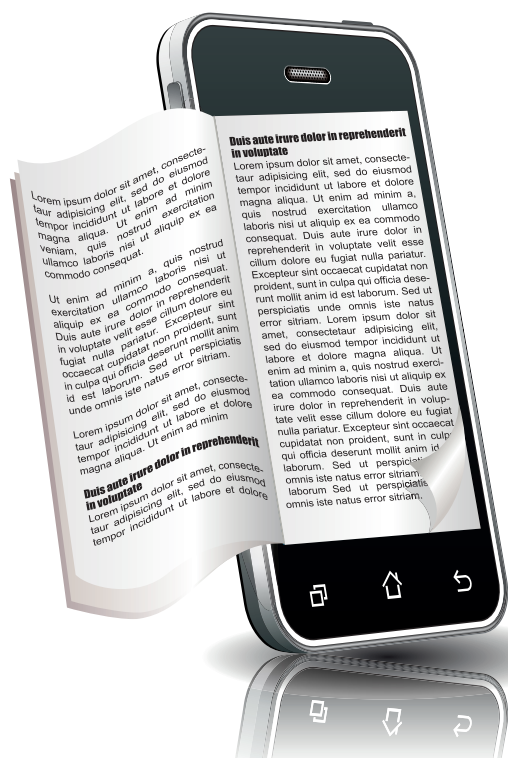 Lorem ipsum dolor sit amet, consecte-
taur adipisicing elit, sed do eiusmod
tempor incididunt ut labore et dolore
magna aliqua. Ut enim ad minim
veniam, quis nostrud exercitation
ullamco laboris nisi ut aliquip ex ea
commodo consequat.
Ut enim ad minim a, quis nostrud
exercitation ullamco laboris nisi ut
aliquip ex ea commodo consequat.
Duis aute irure dolor in reprehenderit
in voluptate velit esse cillum dolore eu
fugiat nulla pariatur. Excepteur sint
occaecat cupidatat non proident, sunt
in culpa qui officia deserunt mollit anim
id est laborum. Sed ut perspiciatis
unde omnis iste natus error sitriam.
Lorem ipsum dolor sit amet, consecte-
taur adipisicing elit, sed do eiusmod
tempor incididunt ut labore et dolore
magna aliqua. Ut enim ad minim
Duis aute irure dolor in reprehenderit
in voluptate
Lorem ipsum dolor sit amet, consecte-
taur adipisicing elit, sed do eiusmod
tempor incididunt ut labore et dolore
Duis aute irure dolor in reprehenderit
in voluptate
Lorem ipsum dolor sit amet, consecte-
taur adipisicing elit, sed do eiusmod
tempor incididunt ut labore et dolore
magna aliqua. Ut enim ad minim a,
quis nostrud exercitation ullamco
laboris nisi ut aliquip ex ea commodo
consequat. Duis aute irure dolor in
reprehenderit in voluptate velit esse
cillum dolore eu fugiat nulla pariatur.
Excepteur sint occaecat cupidatat non
proident, sunt in culpa qui officia dese-
runt mollit anim id est laborum. Sed ut
perspiciatis unde omnis iste natus
error sitriam. Lorem ipsum dolor sit
amet, consectetaur adipisicing elit,
sed do eiusmod tempor incididunt ut
labore et dolore magna aliqua. Ut
enim ad minim a, quis nostrud exerci-
tation ullamco laboris nisi ut aliquip ex
ea commodo consequat. Duis aute
irure dolor in reprehenderit in volup-
tate velit esse cillum dolore eu fugiat
nulla pariatur. Excepteur sint occaecat
cupidatat non proident, sunt in culp
qui officia deserunt mollit anim id
laborum. Sed ut perspiciati
omnis iste natus error sitriam.
laborum. Sed ut perspiciatis
omnis iste natus error sitriam.